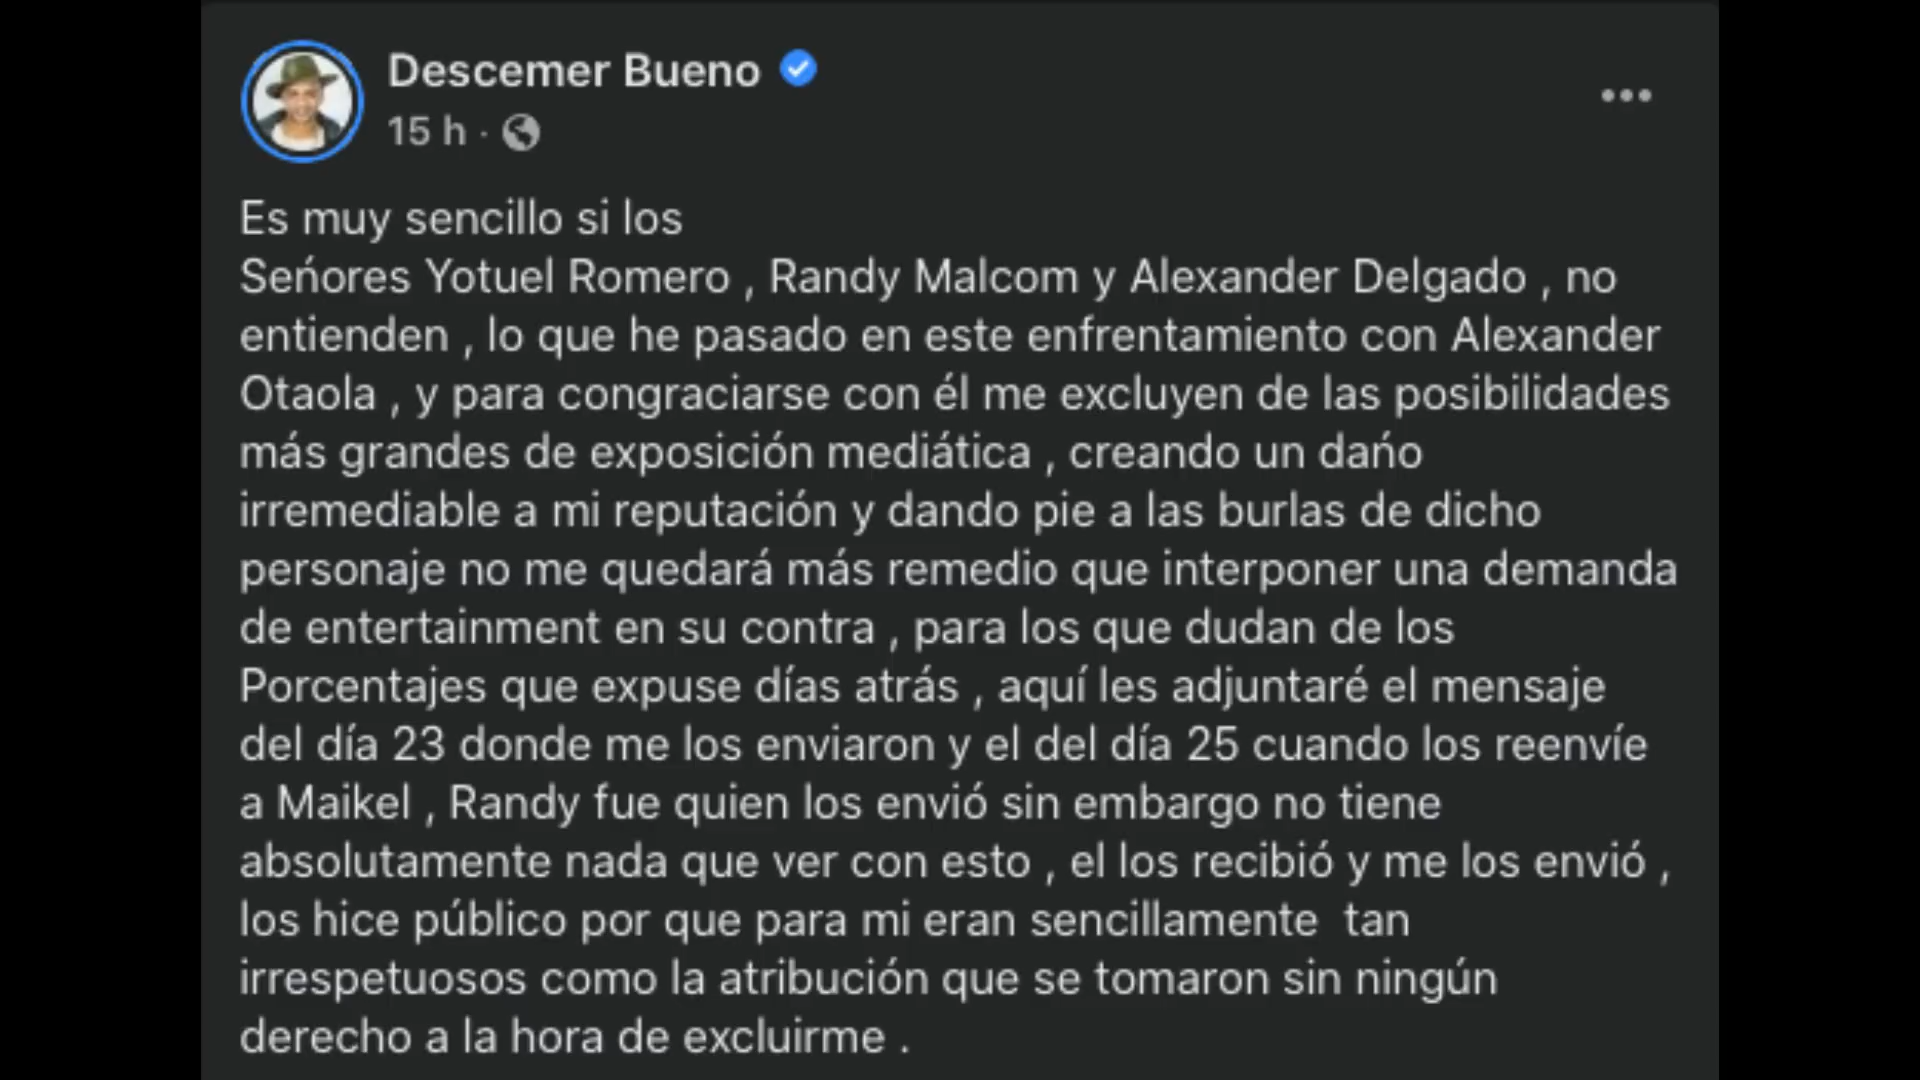 Descemer Bueno
15 h ·
Es muy sencillo si los
Seńores Yotuel Romero , Randy Malcom y Alexander Delgado , no
entienden , lo que he pasado en este enfrentamiento con Alexander
Otaola , y para congraciarse con él me excluyen de las posibilidades
más grandes de exposición mediática , creando un dańo
irremediable a mi reputación y dando pie a las burlas de dicho
personaje no me quedará más remedio que interponer una demanda
de entertainment en su contra , para los que dudan de los
Porcentajes que expuse días atrás , aquí les adjuntaré el mensaje
del día 23 donde me los enviaron y el del día 25 cuando los reenvíe
a Maikel , Randy fue quien los envió sin embargo no tiene
absolutamente nada que ver con esto , el los recibió y me los envió ,
los hice público por que para mi eran sencillamente  tan
irrespetuosos como la atribución que se tomaron sin ningún
derecho a la hora de excluirme .